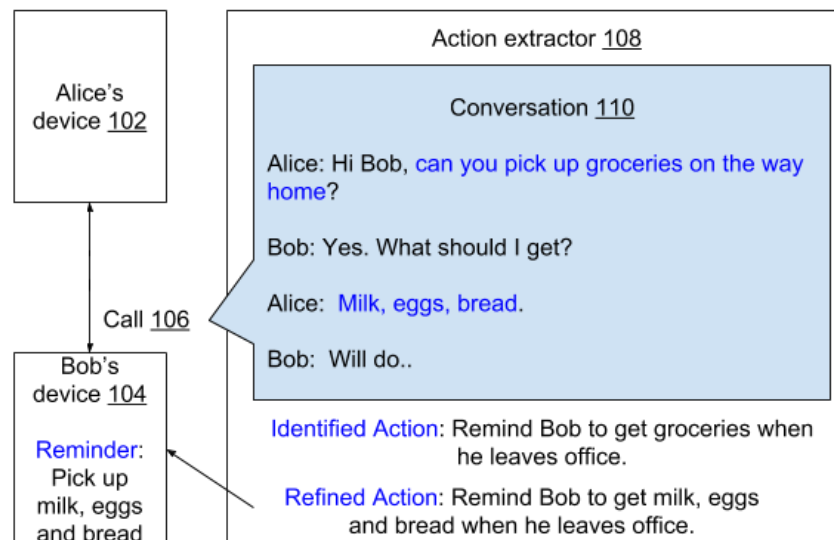 Alice's
device 102
Call 106
Bob's
device 104
Reminder:
Pick up
milk, eggs
and bread
Action extractor 108
Conversation 110
Alice: Hi Bob, can you pick up groceries on the way
home?
Bob: Yes. What should I get?
Alice: Milk, eggs, bread.
Bob: Will do..
Identified Action: Remind Bob to get groceries when
he leaves office.
Refined Action: Remind Bob to get milk, eggs
and bread when he leaves office.